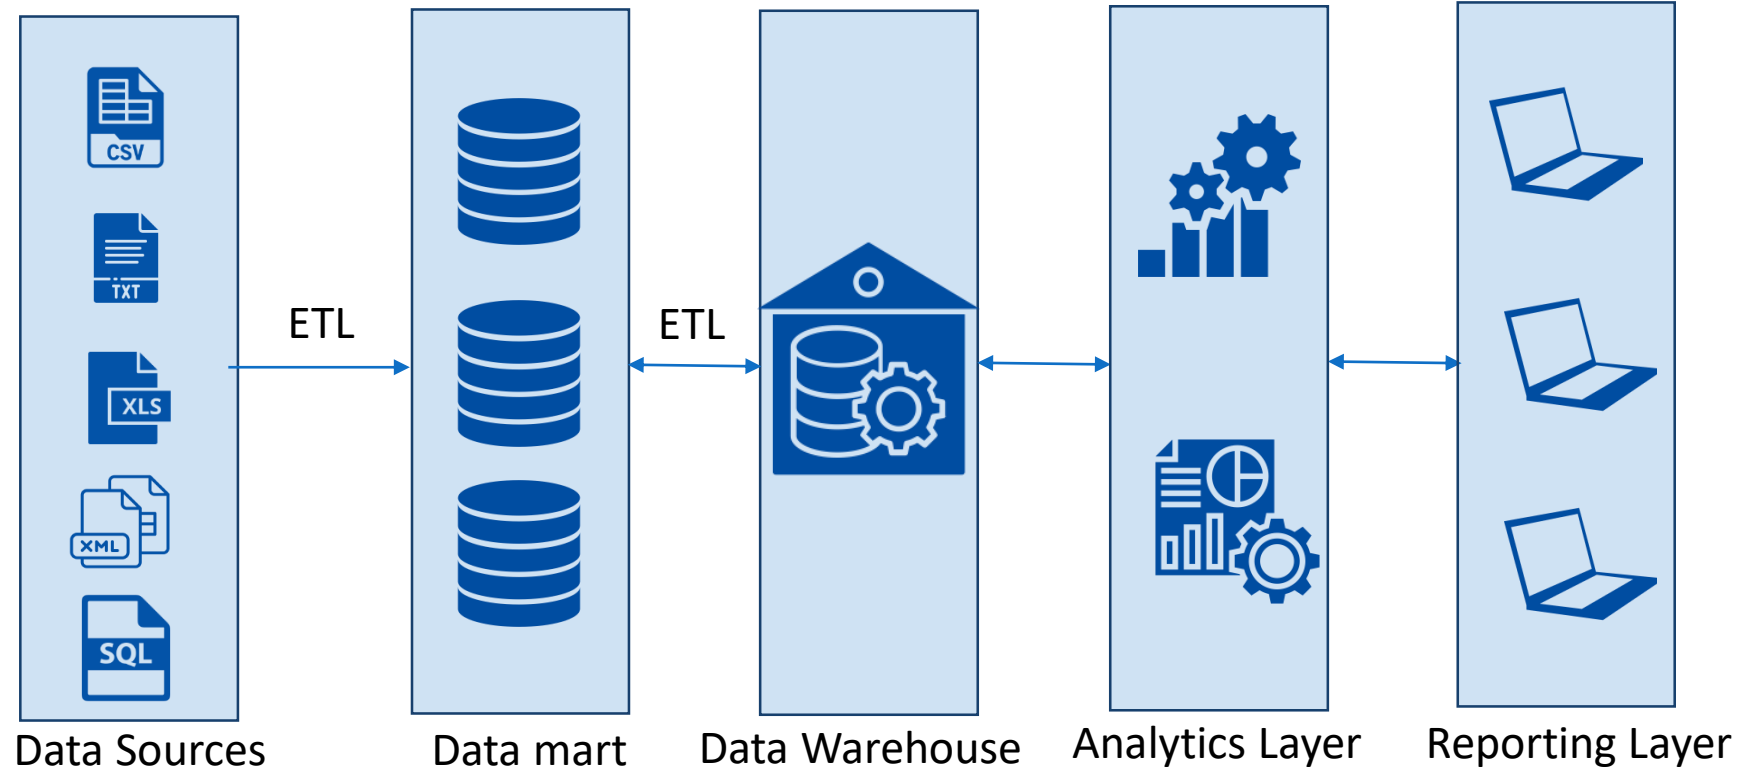 CSV
TXT
XLS
XML
SQL
ETL
ETL
Data Sources
Data mart
Data Warehouse
Analytics Layer
Reporting Layer